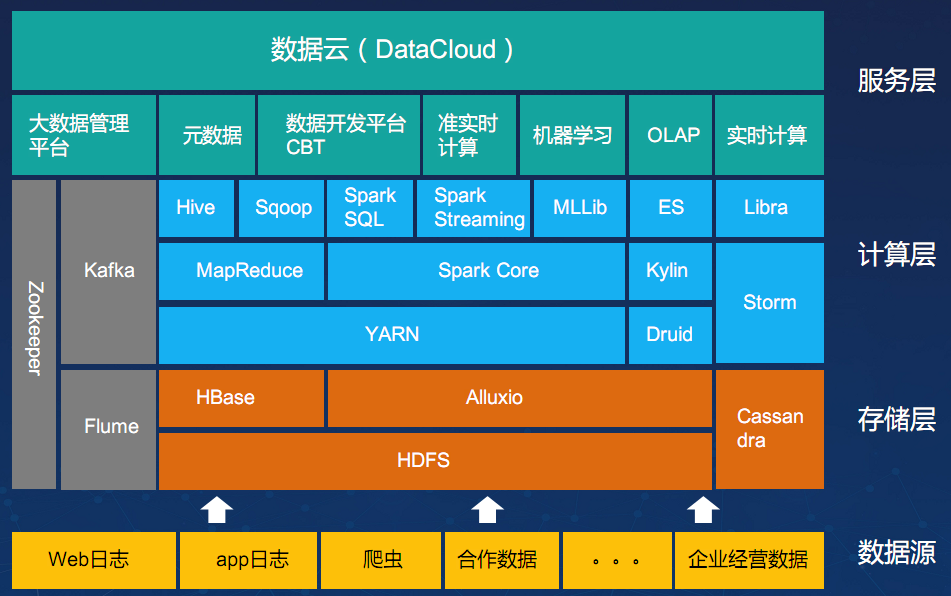 数据云（DataCloud）
服务层
大数据管理
平台
元数据
数据开发平台
CBT
准实时
计算
机器学习
OLAP
实时计算
Zookeeper
Kafka
Hive
Sqoop
Spark
SQL
Spark
Streaming
MLLib
ES
Libra
计算层
MapReduce
Spark Core
Kylin
Storm
YARN
Druid
Flume
HBase
Alluxio
Cassan
dra
存储层
HDFS
Web日志
app日志
爬虫
合作数据
。。。
企业经营数据
数据源